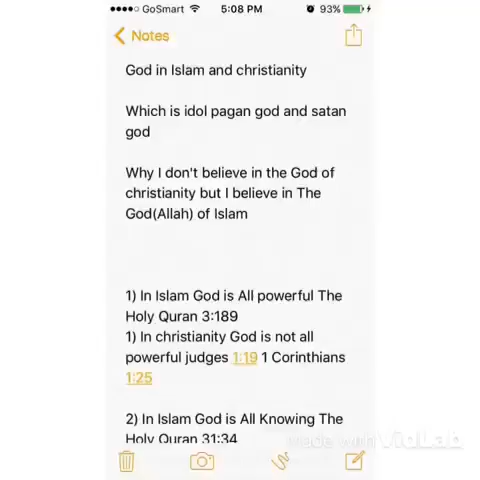 GoSmart 5:08 PM 93%
Notes
God in Islam and christianity
Which is idol pagan god and satan
god
Why I don't believe in the God of
christianity but I believe in The
God(Allah) of Islam
1) In Islam God is All powerful The
Holy Quran 3:189
1) In christianity God is not all
powerful judges 1:19 1 Corinthians
1:25
2) In Islam God is All Knowing The
Holy Quran 31:34
made with VidLab